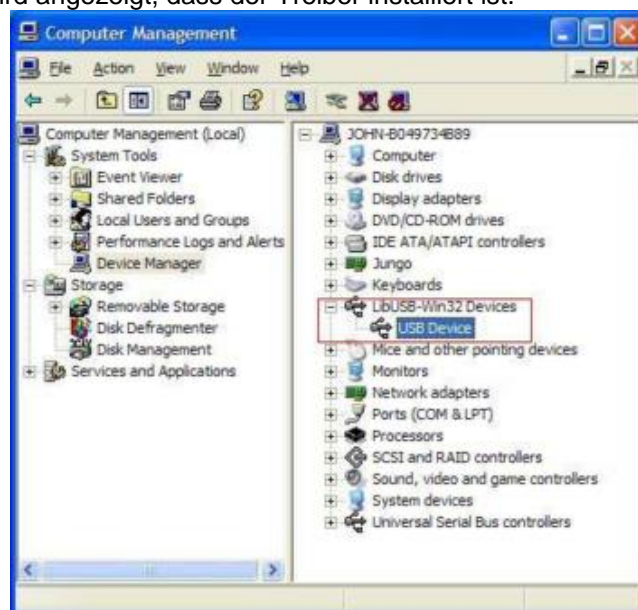 wird angezeigt, dass der Treiber installiert ist.
Computer Management
File Action View Window Help
Computer Management (Local)
System Tools
Event Viewer
Shared Folders
Local Users and Groups
Performance Logs and Alerts
Device Manager
Storage
Removable Storage
Disk Defragmenter
Disk Management
Services and Applications
JOHN-B049734B89
Computer
Disk drives
Display adapters
DVD/CD-ROM drives
IDE ATA/ATAPI controllers
Jungo
Keyboards
LibUSB-Win32 Devices
USB Device
Mice and other pointing devices
Monitors
Network adapters
Ports (COM & LPT)
Processors
SCSI and RAID controllers
Sound, video and game controllers
System devices
Universal Serial Bus controllers